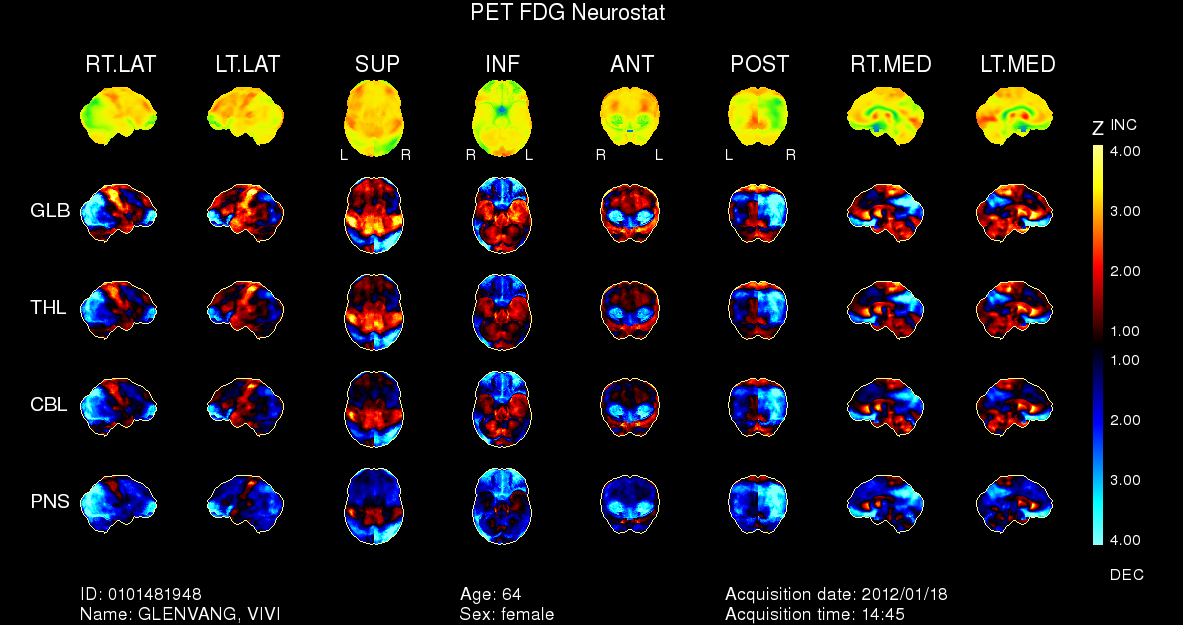 PET FDG Neurostat
RT.LAT LT.LAT SUP INF ANT POST RT.MED LT.MED
L R R L R L L R
Z INC
4.00
3.00
2.00
1.00
1.00
2.00
3.00
4.00
DEC
GLB
THL
CBL
PNS
ID: 0101481948 Age: 64 Acquisition date: 2012/01/18
Name: GLENVANG, VIVI Sex: female Acquisition time: 14:45